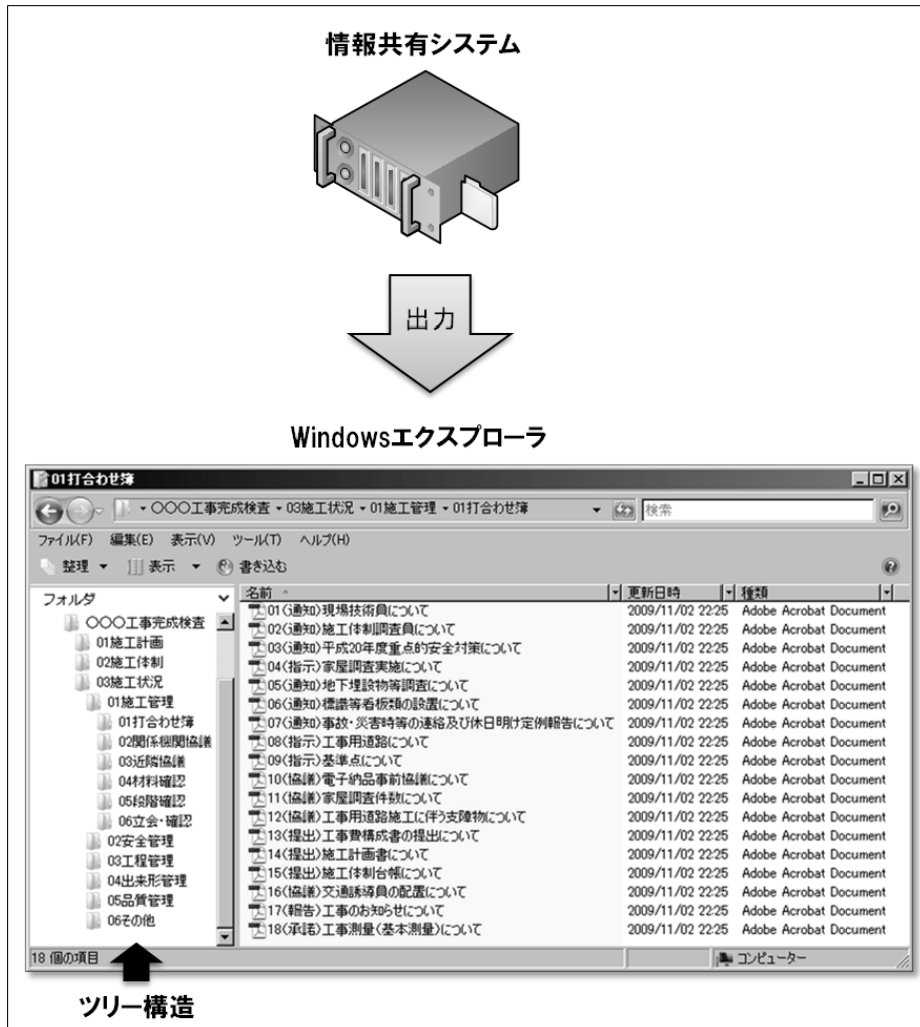 情報共有システム
出力
Windowsエクスプローラ
01打合わせ簿
〇〇〇工事完成検査 03施工状況 01施工管理 01打合わせ簿 検索
ファイル(F) 編集(E) 表示(V) ツール(T) ヘルプ(H)
整理 表示 書き込む
フォルダ
〇〇〇工事完成検査
01施工計画
02施工体制
03施工状況
01施工管理
01打合わせ簿
02関係機関協議
03近隣協議
04材料確認
05段階確認
06立会・確認
02安全管理
03工程管理
04出来形管理
05品質管理
06その他
名前 更新日時 種類
01(通知)現場技術員について 2009/11/02 22:25 Adobe Acrobat Document
02(通知)施工体制調査員について 2009/11/02 22:25 Adobe Acrobat Document
03(通知)平成20年度重点的安全対策について 2009/11/02 22:25 Adobe Acrobat Document
04(指示)家屋調査実施について 2009/11/02 22:25 Adobe Acrobat Document
05(通知)地下埋設物等調査について 2009/11/02 22:25 Adobe Acrobat Document
06(通知)標識等看板類の設置について 2009/11/02 22:25 Adobe Acrobat Document
07(通知)事故・災害時等の連絡及び休日明け定例報告について 2009/11/02 22:25 Adobe Acrobat Document
08(指示)工事用道路について 2009/11/02 22:25 Adobe Acrobat Document
09(指示)基準点について 2009/11/02 22:25 Adobe Acrobat Document
10(協議)電子納品事前協議について 2009/11/02 22:25 Adobe Acrobat Document
11(協議)家屋調査件数について 2009/11/02 22:25 Adobe Acrobat Document
12(協議)工事用道路施工に伴う支障物について 2009/11/02 22:25 Adobe Acrobat Document
13(提出)工事費構成書の提出について 2009/11/02 22:25 Adobe Acrobat Document
14(提出)施工計画書について 2009/11/02 22:25 Adobe Acrobat Document
15(提出)施工体制台帳について 2009/11/02 22:25 Adobe Acrobat Document
16(協議)交通誘導員の配置について 2009/11/02 22:25 Adobe Acrobat Document
17(報告)工事のお知らせについて 2009/11/02 22:25 Adobe Acrobat Document
18(承諾)工事測量(基本測量)について 2009/11/02 22:25 Adobe Acrobat Document
18 個の項目 コンピューター
ツリー構造